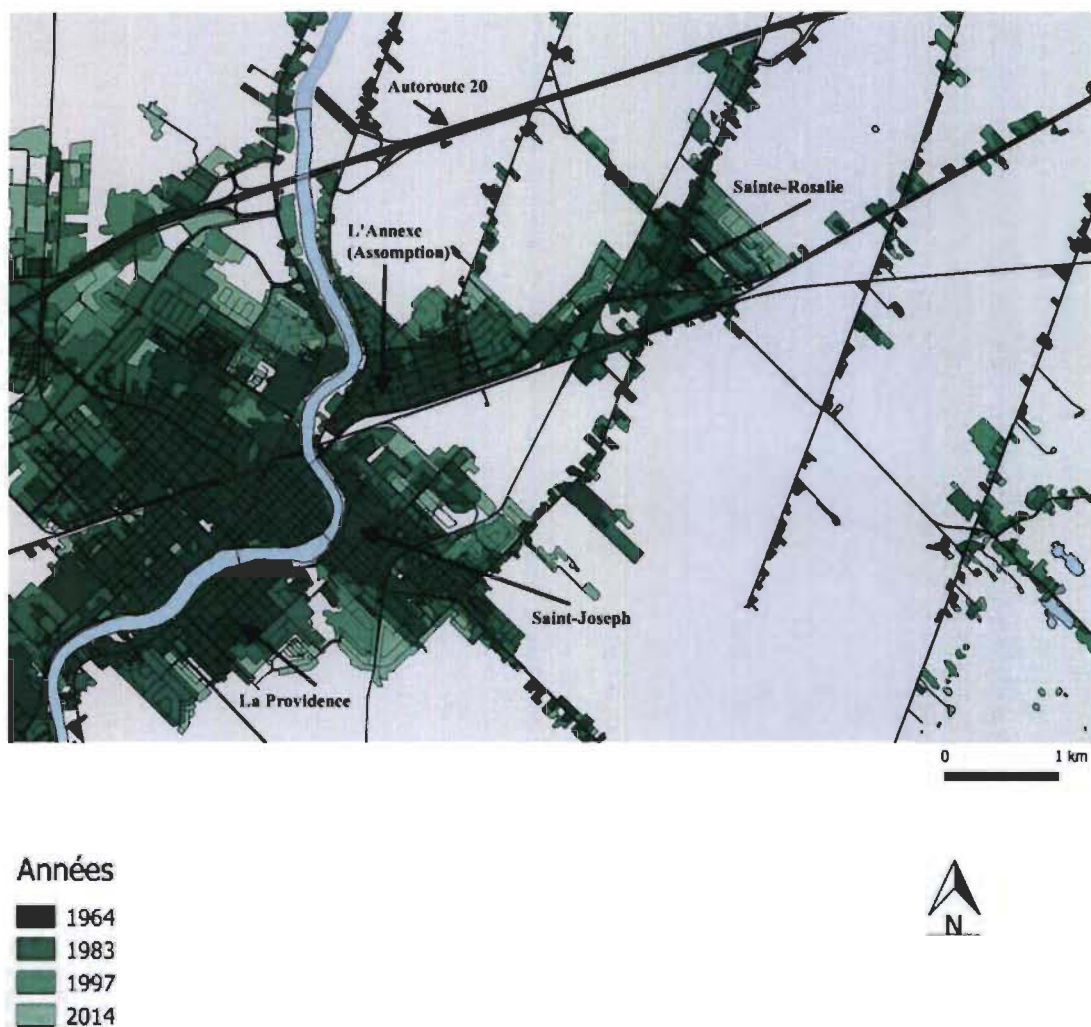 Autoroute 20
Sainte-Rosalie
L'Annexe
(Assomption)
Saint-Joseph
La Providence
0 1 km
Années
1964
1983
1997
2014
N